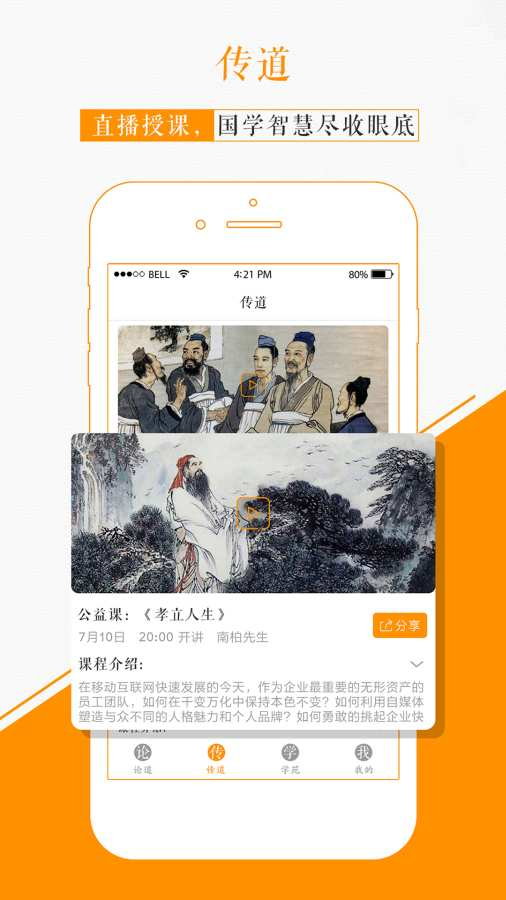 传道
直播授课，国学智慧尽收眼底
BELL 4:21 PM 80%
传道
公益课：《孝立人生》
7月10日 20:00 开讲 南柏先生
分享
课程介绍：
在移动互联网快速发展的今天，作为企业最重要的无形资产的
员工团队，如何在千变万化中保持本色不变？如何利用自媒体
塑造与众不同的人格魅力和个人品牌？如何勇敢的挑起企业快
论 传 学 我
论道 传道 学苑 我的